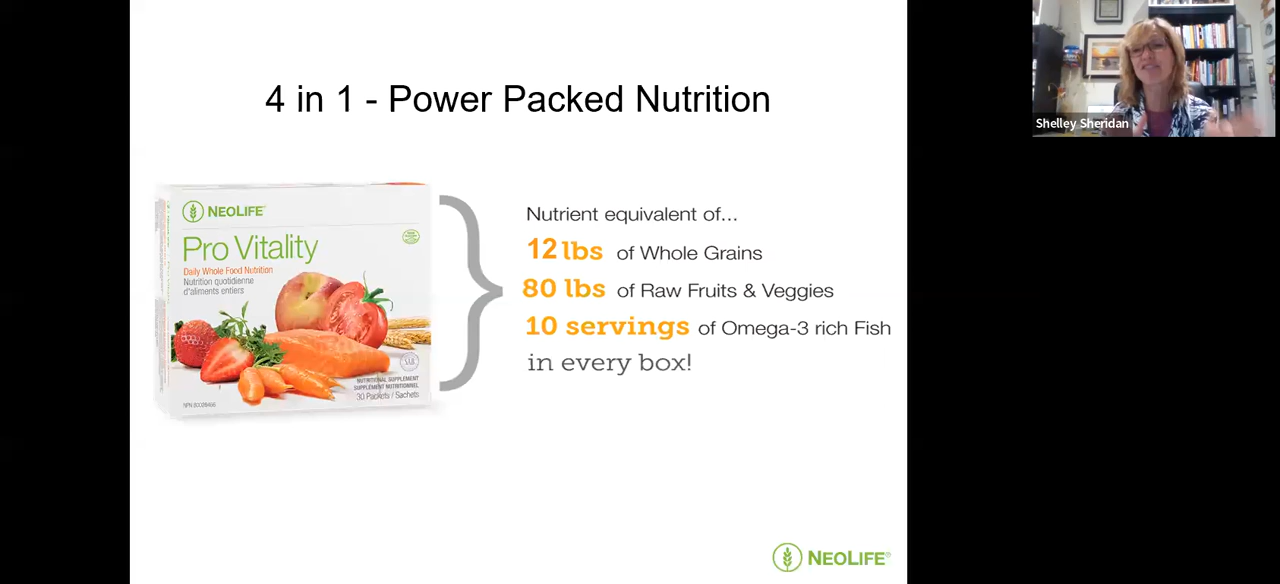 4 in 1 - Power Packed Nutrition
Shelley Sheridan
NEOLIFE
Pro Vitality
Daily Whole Food Nutrition
Nutrition quotidienne
d'aliments entiers
NUTRITIONAL SUPPLEMENT
SUPPLÉMENT NUTRITIONNEL
30 Packets / Sachets
Nutrient equivalent of...
12 lbs of Whole Grains
80 lbs of Raw Fruits & Veggies
10 servings of Omega-3 rich Fish
in every box!
NEOLIFE